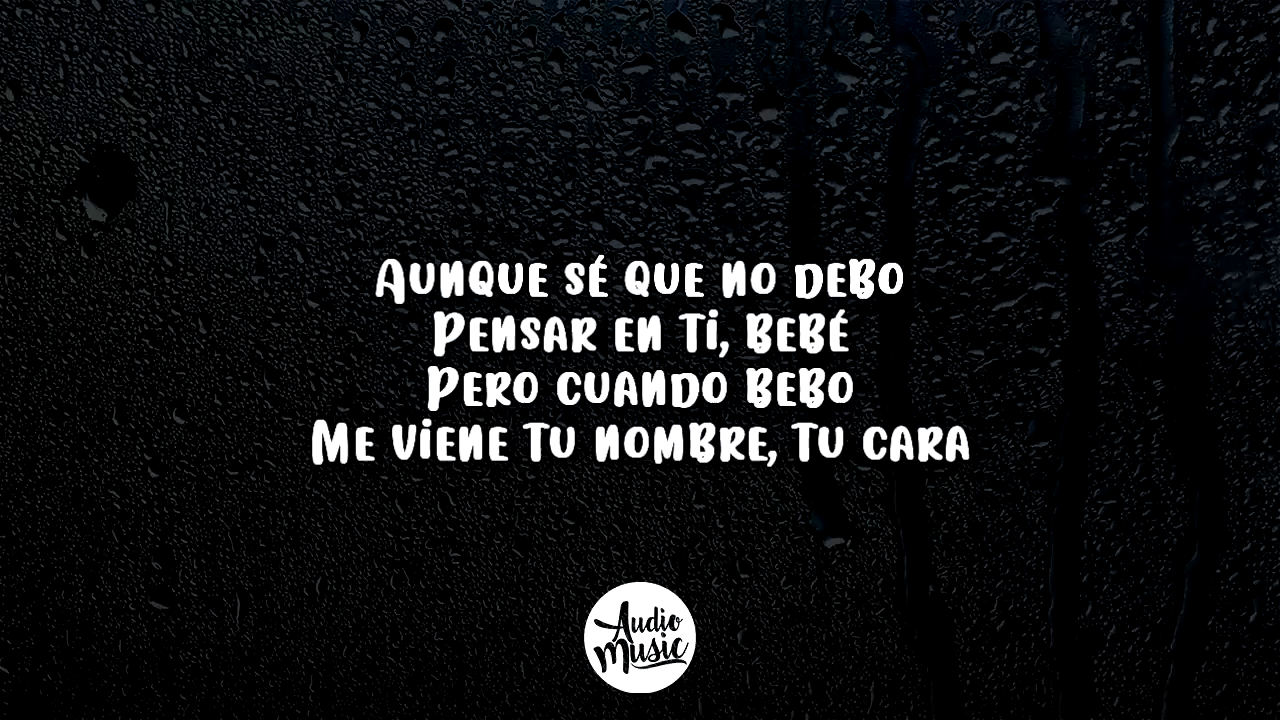 Aunque sé que no debo
Pensar en ti, bebé
Pero cuando bebo
Me viene tu nombre, tu cara
Audio
Music